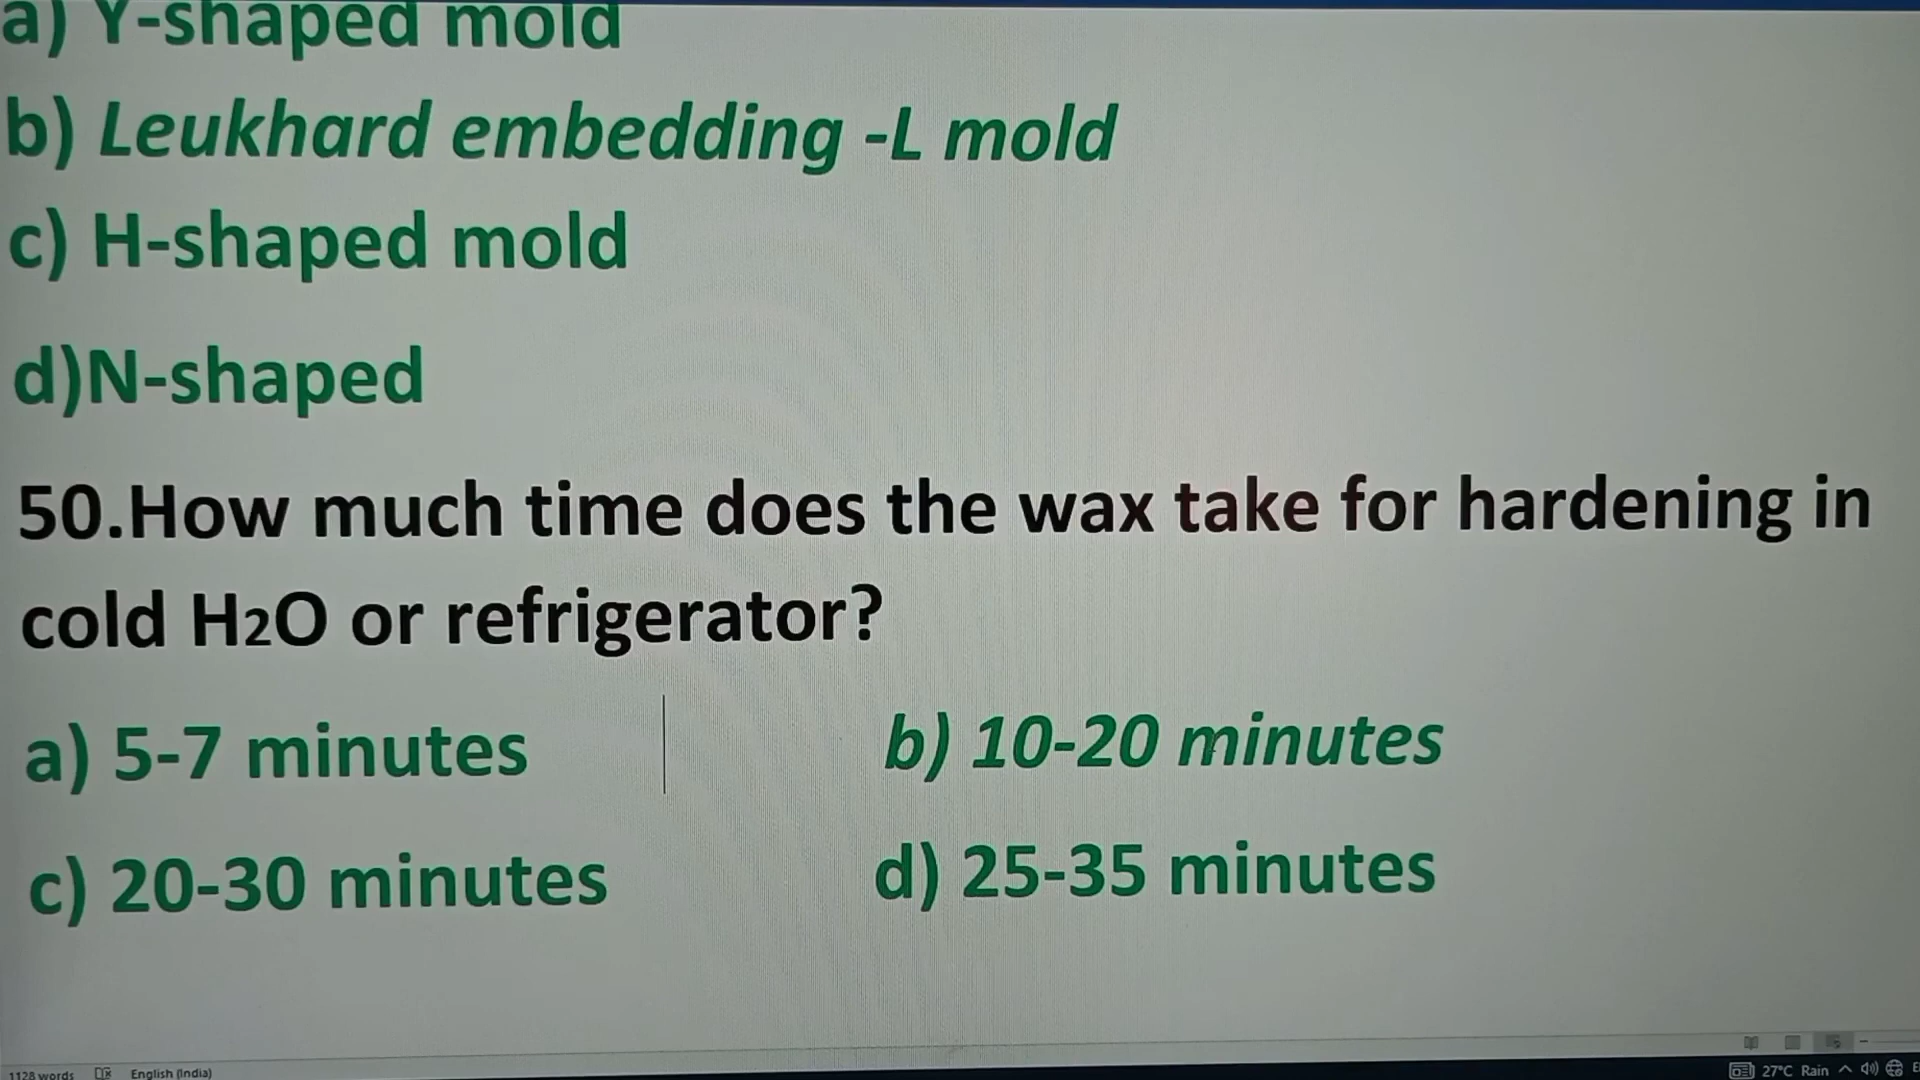 a) Y-shaped mold
b) Leukhard embedding -L mold
c) H-shaped mold
d)N-shaped
50.How much time does the wax take for hardening in
cold H2O or refrigerator?
a) 5-7 minutes b) 10-20 minutes
c) 20-30 minutes d) 25-35 minutes
1128 words English (India)
27°C Rain